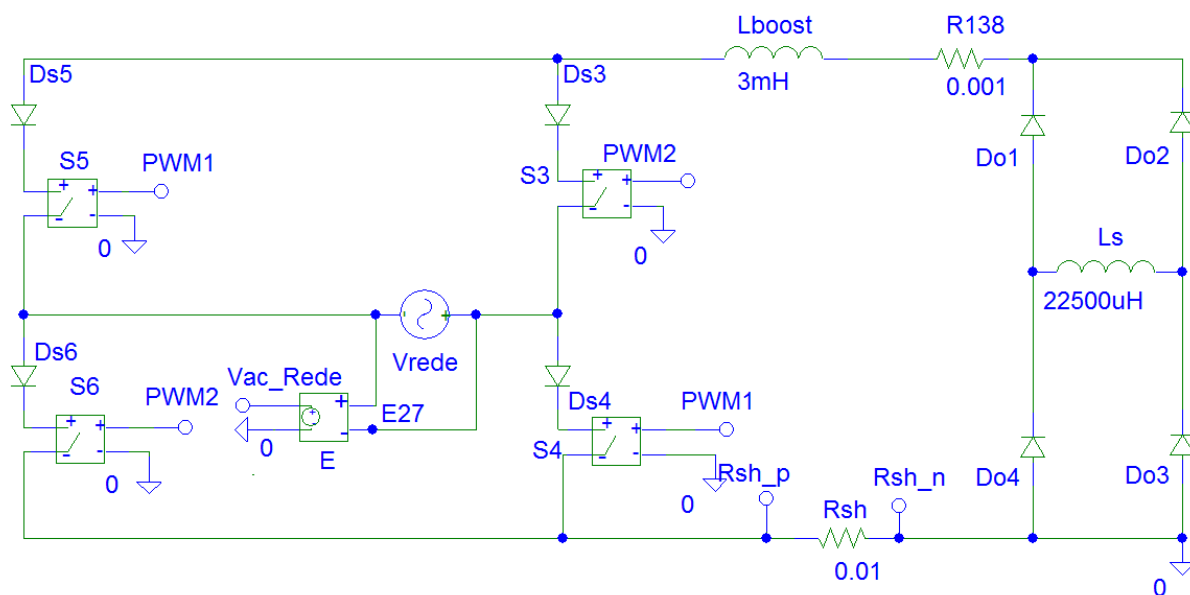 Lboost
R138
Ds5
Ds3
3mH
0.001
S5
PWM1
S3
PWM2
Do1
Do2
0
0
Ls
22500uH
Ds6
Vrede
S6
PWM2
Vac_Rede
E27
Ds4
PWM1
0
E
S4
0
Rsh_p
Rsh_n
Do4
Do3
0
Rsh
0.01
0